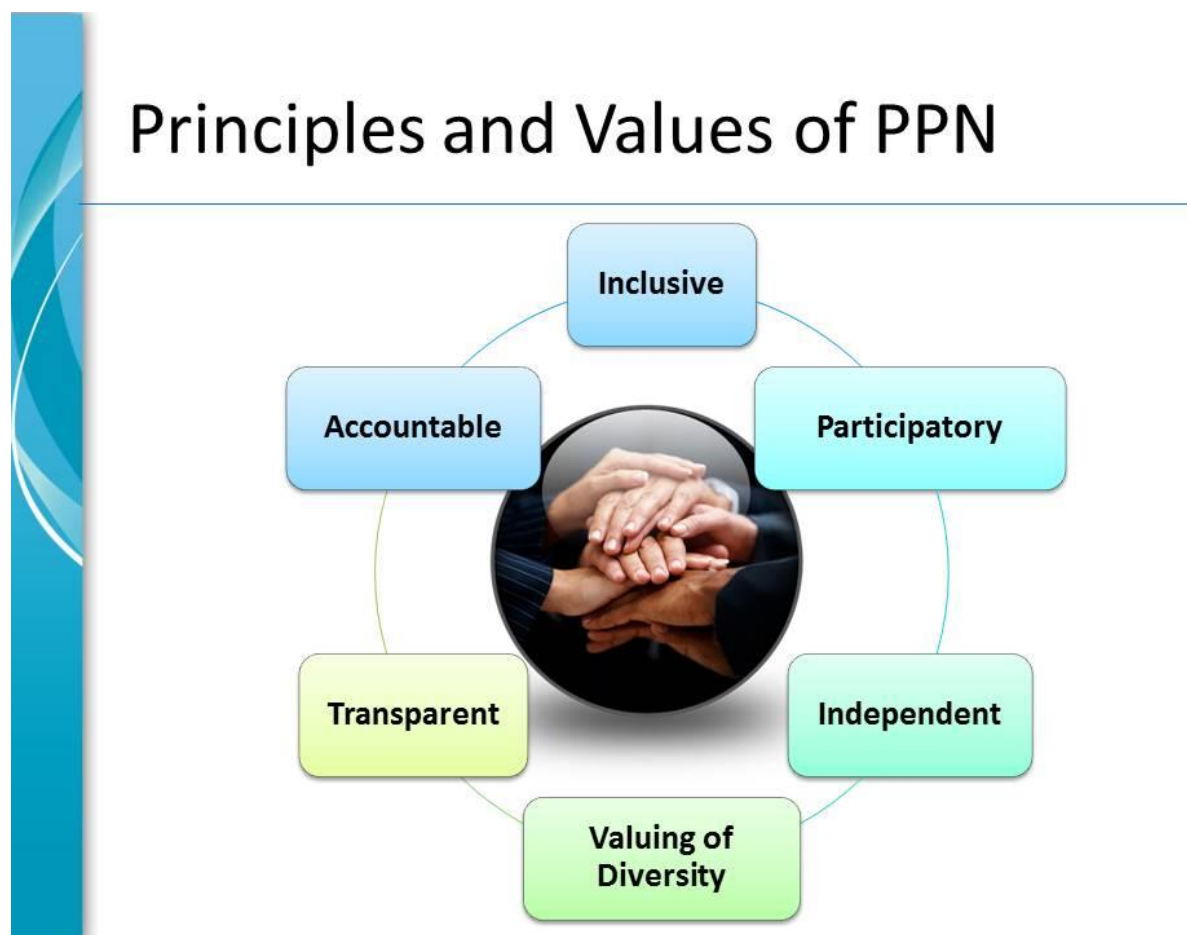 Principles and Values of PPN
Inclusive
Participatory
Independent
Valuing of
Diversity
Transparent
Accountable